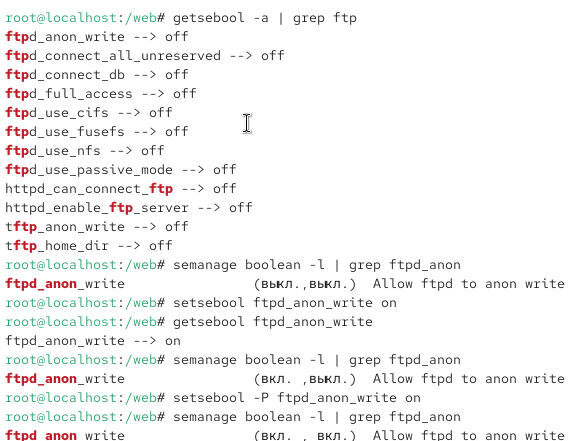 root@localhost:/web# getsebool -a | grep ftp
ftpd_anon_write --> off
ftpd_connect_all_unreserved --> off
ftpd_connect_db --> off
ftpd_full_access --> off
ftpd_use_cifs --> off
ftpd_use_fusefs --> off
ftpd_use_nfs --> off
ftpd_use_passive_mode --> off
httpd_can_connect_ftp --> off
httpd_enable_ftp_server --> off
tftp_anon_write --> off
tftp_home_dir --> off
root@localhost:/web# semanage boolean -l | grep ftpd_anon
ftpd_anon_write                (выкл.,выкл.)  Allow ftpd to anon write
root@localhost:/web# setsebool ftpd_anon_write on
root@localhost:/web# getsebool ftpd_anon_write
ftpd_anon_write --> on
root@localhost:/web# semanage boolean -l | grep ftpd_anon
ftpd_anon_write                (вкл. ,выкл.)  Allow ftpd to anon write
root@localhost:/web# setsebool -P ftpd_anon_write on
root@localhost:/web# semanage boolean -l | grep ftpd_anon
ftpd_anon_write                (вкл. , вкл.)  Allow ftpd to anon write